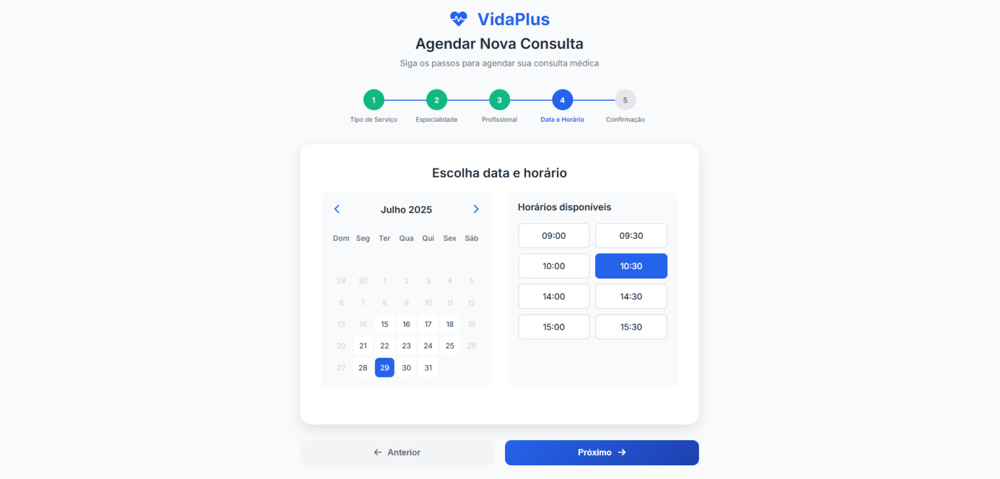 VidaPlus
Agendar Nova Consulta
Siga os passos para agendar sua consulta médica
1 2 3 4 5
Tipo de Serviço Especialidade Profissional Data e Horário Confirmação
Escolha data e horário
Julho 2025
Dom Seg Ter Qua Qui Sex Sáb
29 30 1 2 3 4 5
6 7 8 9 10 11 12
13 14 15 16 17 18 19
20 21 22 23 24 25 26
27 28 29 30 31
Horários disponíveis
09:00 09:30
10:00 10:30
14:00 14:30
15:00 15:30
Anterior Próximo